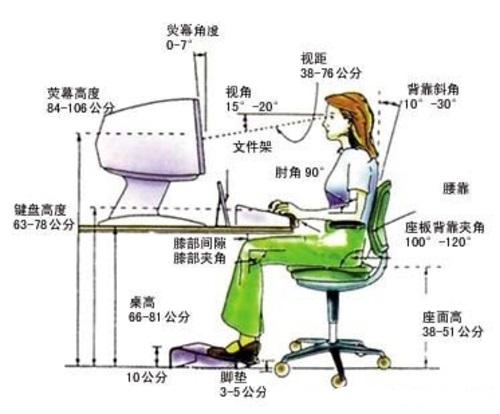 荧幕角度
0-7°
视距
38-76公分
荧幕高度
84-106公分
视角
15°-20°
背靠斜角
10°-30°
文件架
肘角90°
腰靠
键盘高度
63-78公分
膝部间隙
膝部夹角
座板背靠夹角
100°-120°
桌高
66-81公分
座面高
38-51公分
10公分
脚垫
3-5公分